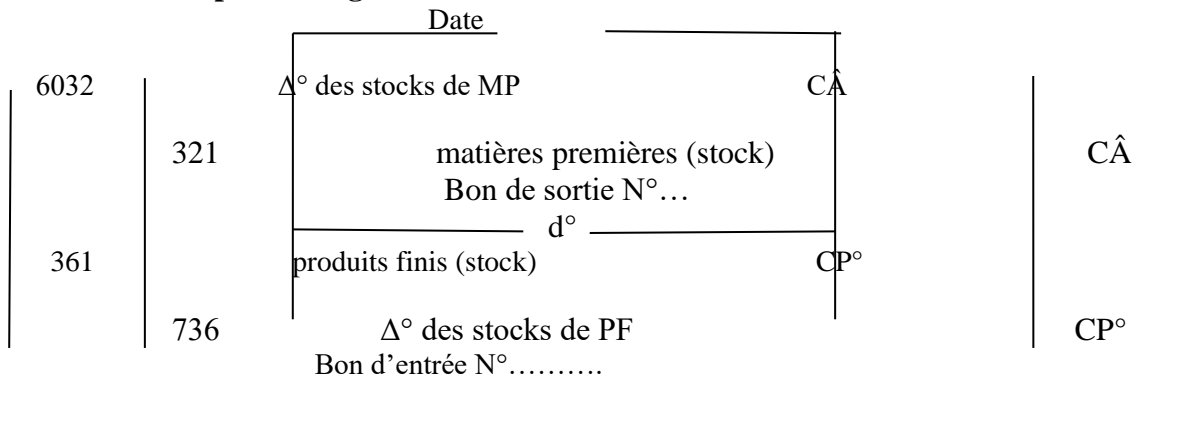 Date
6032 Δ° des stocks de MP CÂ
321 matières premières (stock) CÂ
Bon de sortie N°…
d°
361 produits finis (stock) CP°
736 Δ° des stocks de PF CP°
Bon d’entrée N°……….